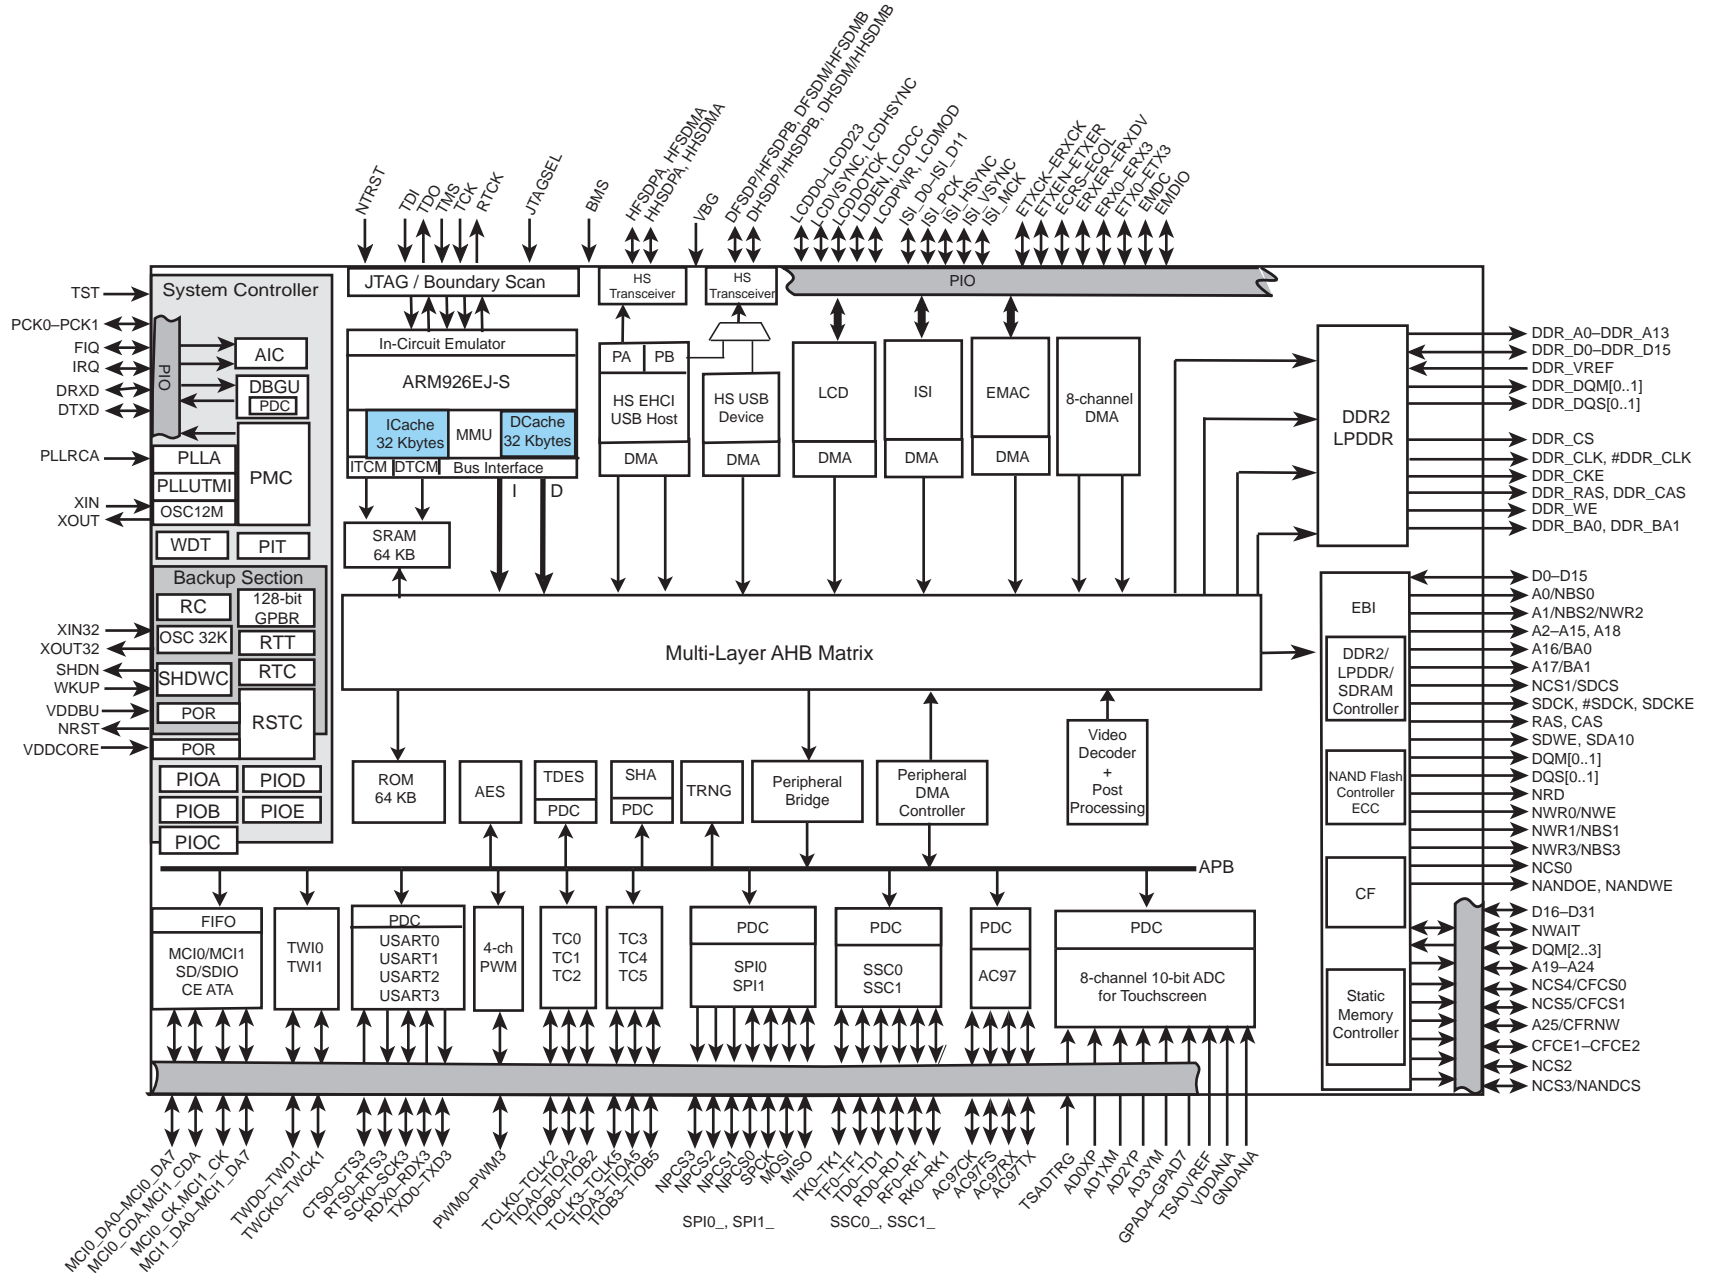 NTRST
TDI
TDO
TMS
TCK
RTCK
JTAGSEL
BMS
HFSDPA, HFSDMA
HHSDPA, HHSDMA
VBG
DFSDP/HFSDPB, DFSDM/HFSDMB
DHSDP/HHSDPB, DHSDM/HHSDMB
LCDD0–LCDD23
LCDVSYNC, LCDHSYNC
LCDDOTCK
LDDEN, LCDCC
LCDPWR, LCDMOD
ISI_D0–ISI_D11
ISI_PCK
ISI_HSYNC
ISI_VSYNC
ISI_MCK
ETXCK–ERXCK
ETXEN–ETXER
ECRS–ECOL
ERXER–ERXDV
ERX0–ERX3
ETX0–ETX3
EMDC
EMDIO
TST
PCK0–PCK1
FIQ
IRQ
DRXD
DTXD
PLLRCA
XIN
XOUT
XIN32
XOUT32
SHDN
WKUP
VDDBU
NRST
VDDCORE
System Controller
PIO
AIC
DBGU
PDC
PLLA
PLLUTMI
OSC12M
PMC
WDT
PIT
Backup Section
RC
128-bit
GPBR
OSC 32K
RTT
SHDWC
RTC
POR
RSTC
POR
PIOA
PIOD
PIOB
PIOE
PIOC
JTAG / Boundary Scan
In-Circuit Emulator
ARM926EJ-S
ICache
32 Kbytes
MMU
DCache
32 Kbytes
ITCM
DTCM
Bus Interface
I
D
SRAM
64 KB
HS
Transceiver
HS
Transceiver
PA
PB
HS EHCI
USB Host
DMA
HS USB
Device
DMA
PIO
LCD
DMA
ISI
DMA
EMAC
DMA
8-channel
DMA
DDR2
LPDDR
Multi-Layer AHB Matrix
ROM
64 KB
AES
TDES
PDC
SHA
PDC
TRNG
Peripheral
Bridge
Peripheral
DMA
Controller
Video
Decoder
+
Post
Processing
APB
EBI
DDR2/
LPDDR/
SDRAM
Controller
NAND Flash
Controller
ECC
CF
Static
Memory
Controller
DDR_A0–DDR_A13
DDR_D0–DDR_D15
DDR_VREF
DDR_DQM[0..1]
DDR_DQS[0..1]
DDR_CS
DDR_CLK, #DDR_CLK
DDR_CKE
DDR_RAS, DDR_CAS
DDR_WE
DDR_BA0, DDR_BA1
D0–D15
A0/NBS0
A1/NBS2/NWR2
A2–A15, A18
A16/BA0
A17/BA1
NCS1/SDCS
SDCK, #SDCK, SDCKE
RAS, CAS
SDWE, SDA10
DQM[0..1]
DQS[0..1]
NRD
NWR0/NWE
NWR1/NBS1
NWR3/NBS3
NCS0
NANDOE, NANDWE
D16–D31
NWAIT
DQM[2..3]
A19–A24
NCS4/CFCS0
NCS5/CFCS1
A25/CFRNW
CFCE1–CFCE2
NCS2
NCS3/NANDCS
FIFO
MCI0/MCI1
SD/SDIO
CE ATA
TWI0
TWI1
PDC
USART0
USART1
USART2
USART3
4-ch
PWM
TC0
TC1
TC2
TC3
TC4
TC5
PDC
SPI0
SPI1
PDC
SSC0
SSC1
PDC
AC97
PDC
8-channel 10-bit ADC
for Touchscreen
MCI0_DA0–MCI0_DA7
MCI0_CDA,MCI1_CDA
MCI0_CK,MCI1_CK
MCI1_DA0–MCI1_DA7
TWD0–TWD1
TWCK0–TWCK1
CTS0–CTS3
RTS0–RTS3
SCK0–SCK3
RDX0–RDX3
TXD0–TXD3
PWM0–PWM3
TCLK0–TCLK2
TIOA0–TIOA2
TIOB0–TIOB2
TCLK3–TCLK5
TIOA3–TIOA5
TIOB3–TIOB5
NPCS3
NPCS2
NPCS1
NPCS0
SPCK
MOSI
MISO
SPI0_, SPI1_
TK0–TK1
TF0–TF1
TD0–TD1
RD0–RD1
RF0–RF1
RK0–RK1
SSC0_, SSC1_
AC97CK
AC97FS
AC97RX
AC97TX
TSADTRG
AD0XP
AD1XM
AD2YP
AD3YM
GPAD4–GPAD7
TSADVREF
VDDANA
GNDANA